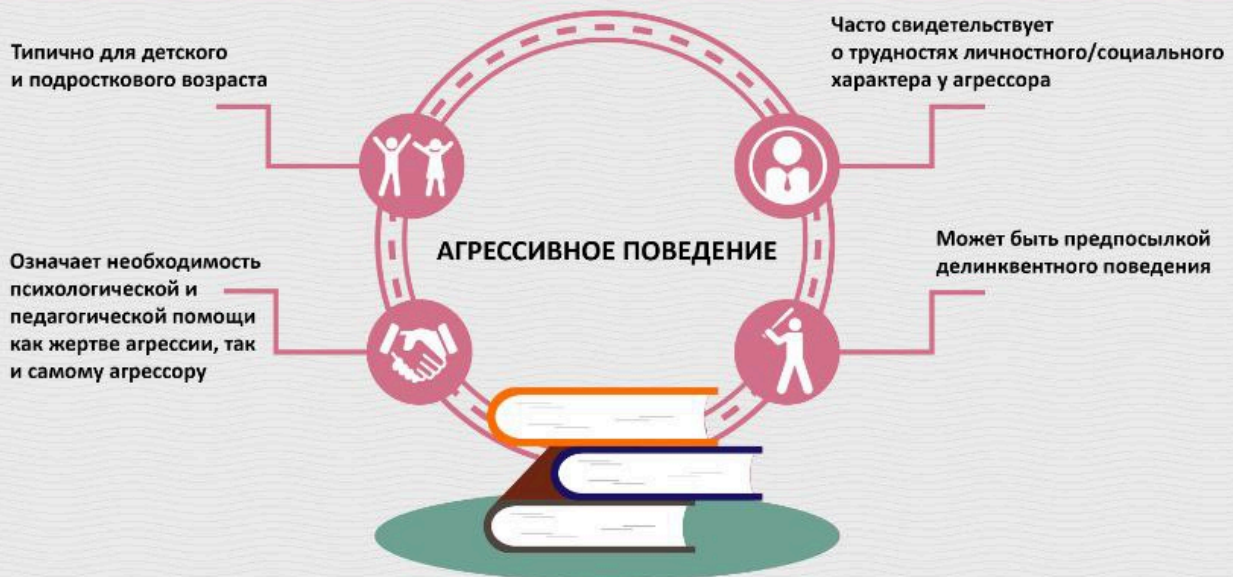 Типично для детского
и подросткового возраста
Часто свидетельствует
о трудностях личностного/социального
характера у агрессора
АГРЕССИВНОЕ ПОВЕДЕНИЕ
Означает необходимость
психологической и
педагогической помощи
как жертве агрессии, так
и самому агрессору
Может быть предпосылкой
делинквентного поведения